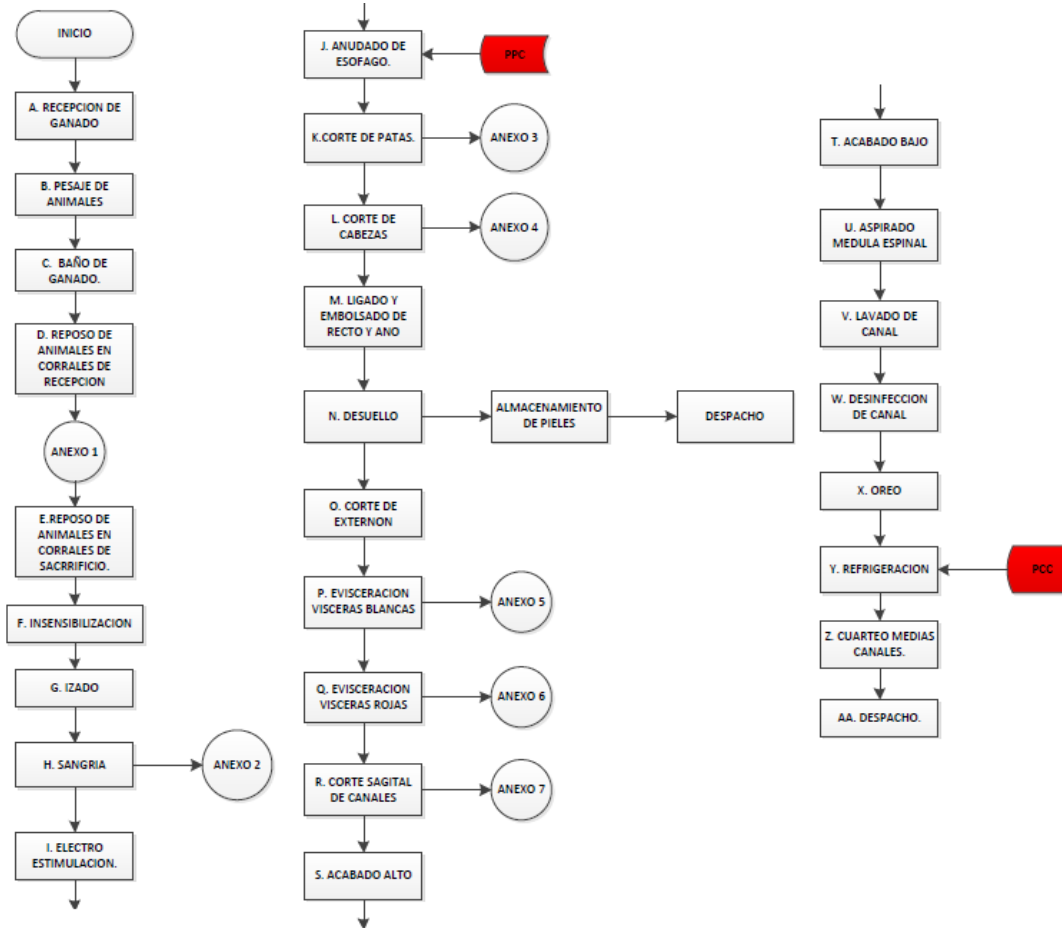 INICIO
A. RECEPCION DE
GANADO
B. PESAJE DE
ANIMALES
C. BAÑO DE
GANADO.
D. REPOSO DE
ANIMALES EN
CORRALES DE
RECEPCION
ANEXO 1
E.REPOSO DE
ANIMALES EN
CORRALES DE
SACRRIFICIO.
F. INSENSIBILIZACION
G. IZADO
H. SANGRIA
ANEXO 2
I. ELECTRO
ESTIMULACION.
J. ANUDADO DE
ESOFAGO.
PPC
K.CORTE DE PATAS.
ANEXO 3
L. CORTE DE
CABEZAS
ANEXO 4
M. LIGADO Y
EMBOLSADO DE
RECTO Y ANO
N. DESUELLO
ALMACENAMIENTO
DE PIELES
DESPACHO
O. CORTE DE
EXTERNON
P. EVISCERACION
VISCERAS BLANCAS
ANEXO 5
Q. EVISCERACION
VISCERAS ROJAS
ANEXO 6
R. CORTE SAGITAL
DE CANALES
ANEXO 7
S. ACABADO ALTO
T. ACABADO BAJO
U. ASPIRADO
MEDULA ESPINAL
V. LAVADO DE
CANAL
W. DESINFECCION
DE CANAL
X. OREO
Y. REFRIGERACION
PCC
Z. CUARTEO MEDIAS
CANALES.
AA. DESPACHO.